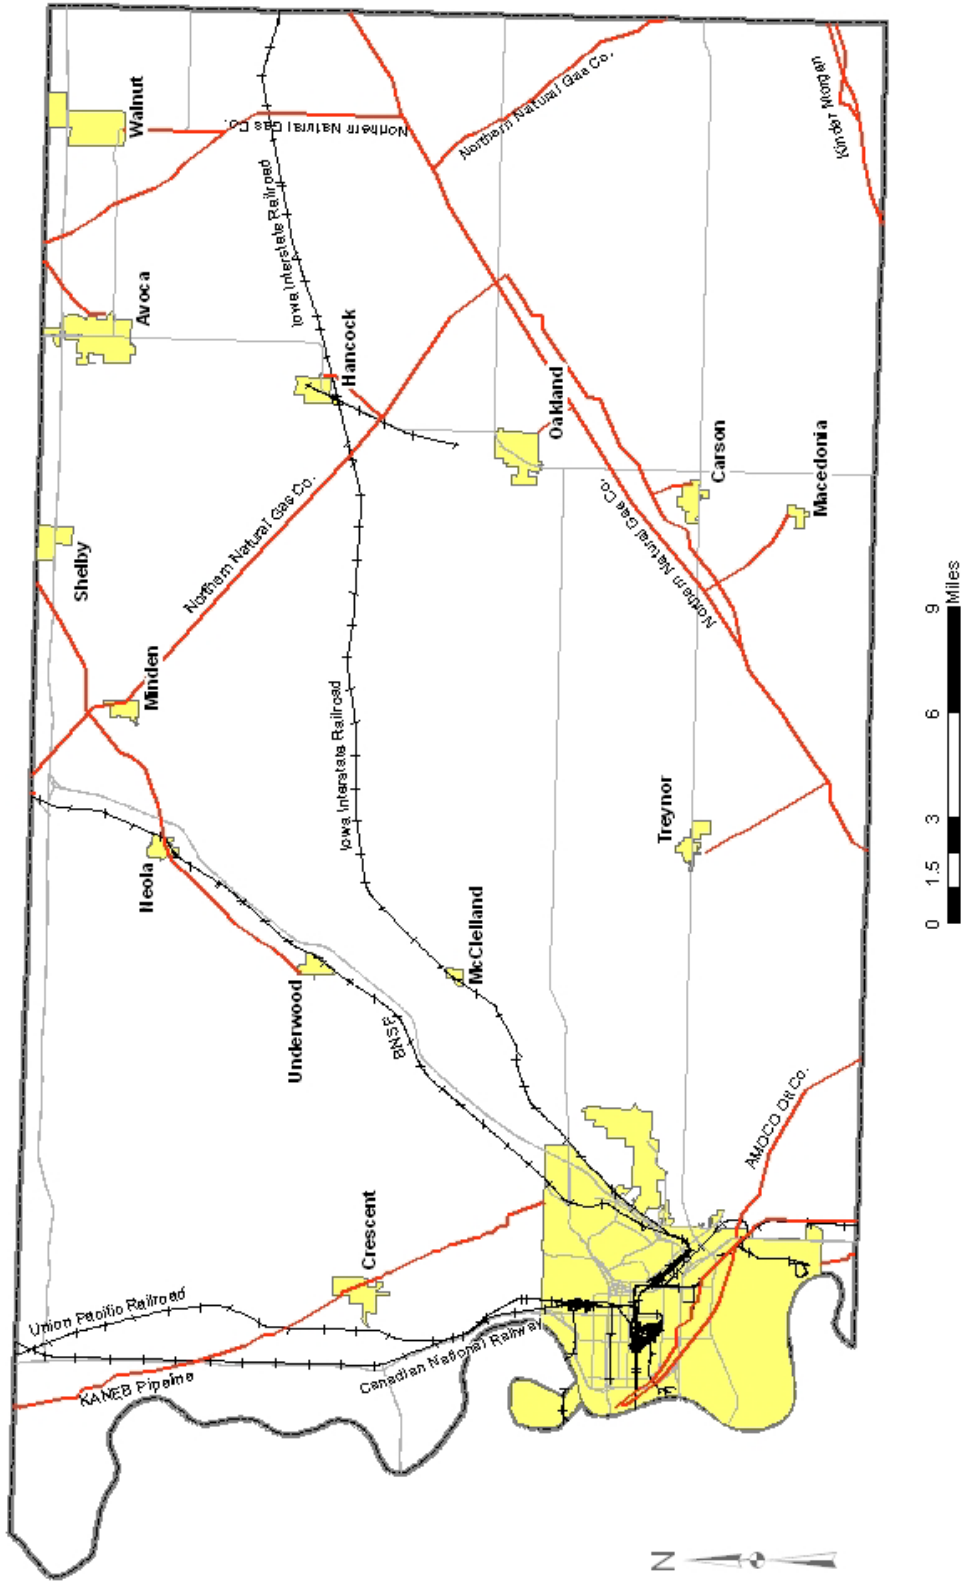 Walnut
Avoca
Shelby
Minden
Neola
Underwood
Hancock
McClelland
Crescent
Oakland
Carson
Macedonia
Treynor
Northern Natural Gas Co.
Northern Natural Gas Co.
Northern Natural Gas Co.
Northern Natural Gas Co.
Kinder Morgan
Iowa Interstate Railroad
Iowa Interstate Railroad
BNSF
Union Pacific Railroad
Canadian National Railway
KANEB Pipeline
AMOCO Oil Co.
N
0 1.5 3 6 9
Miles